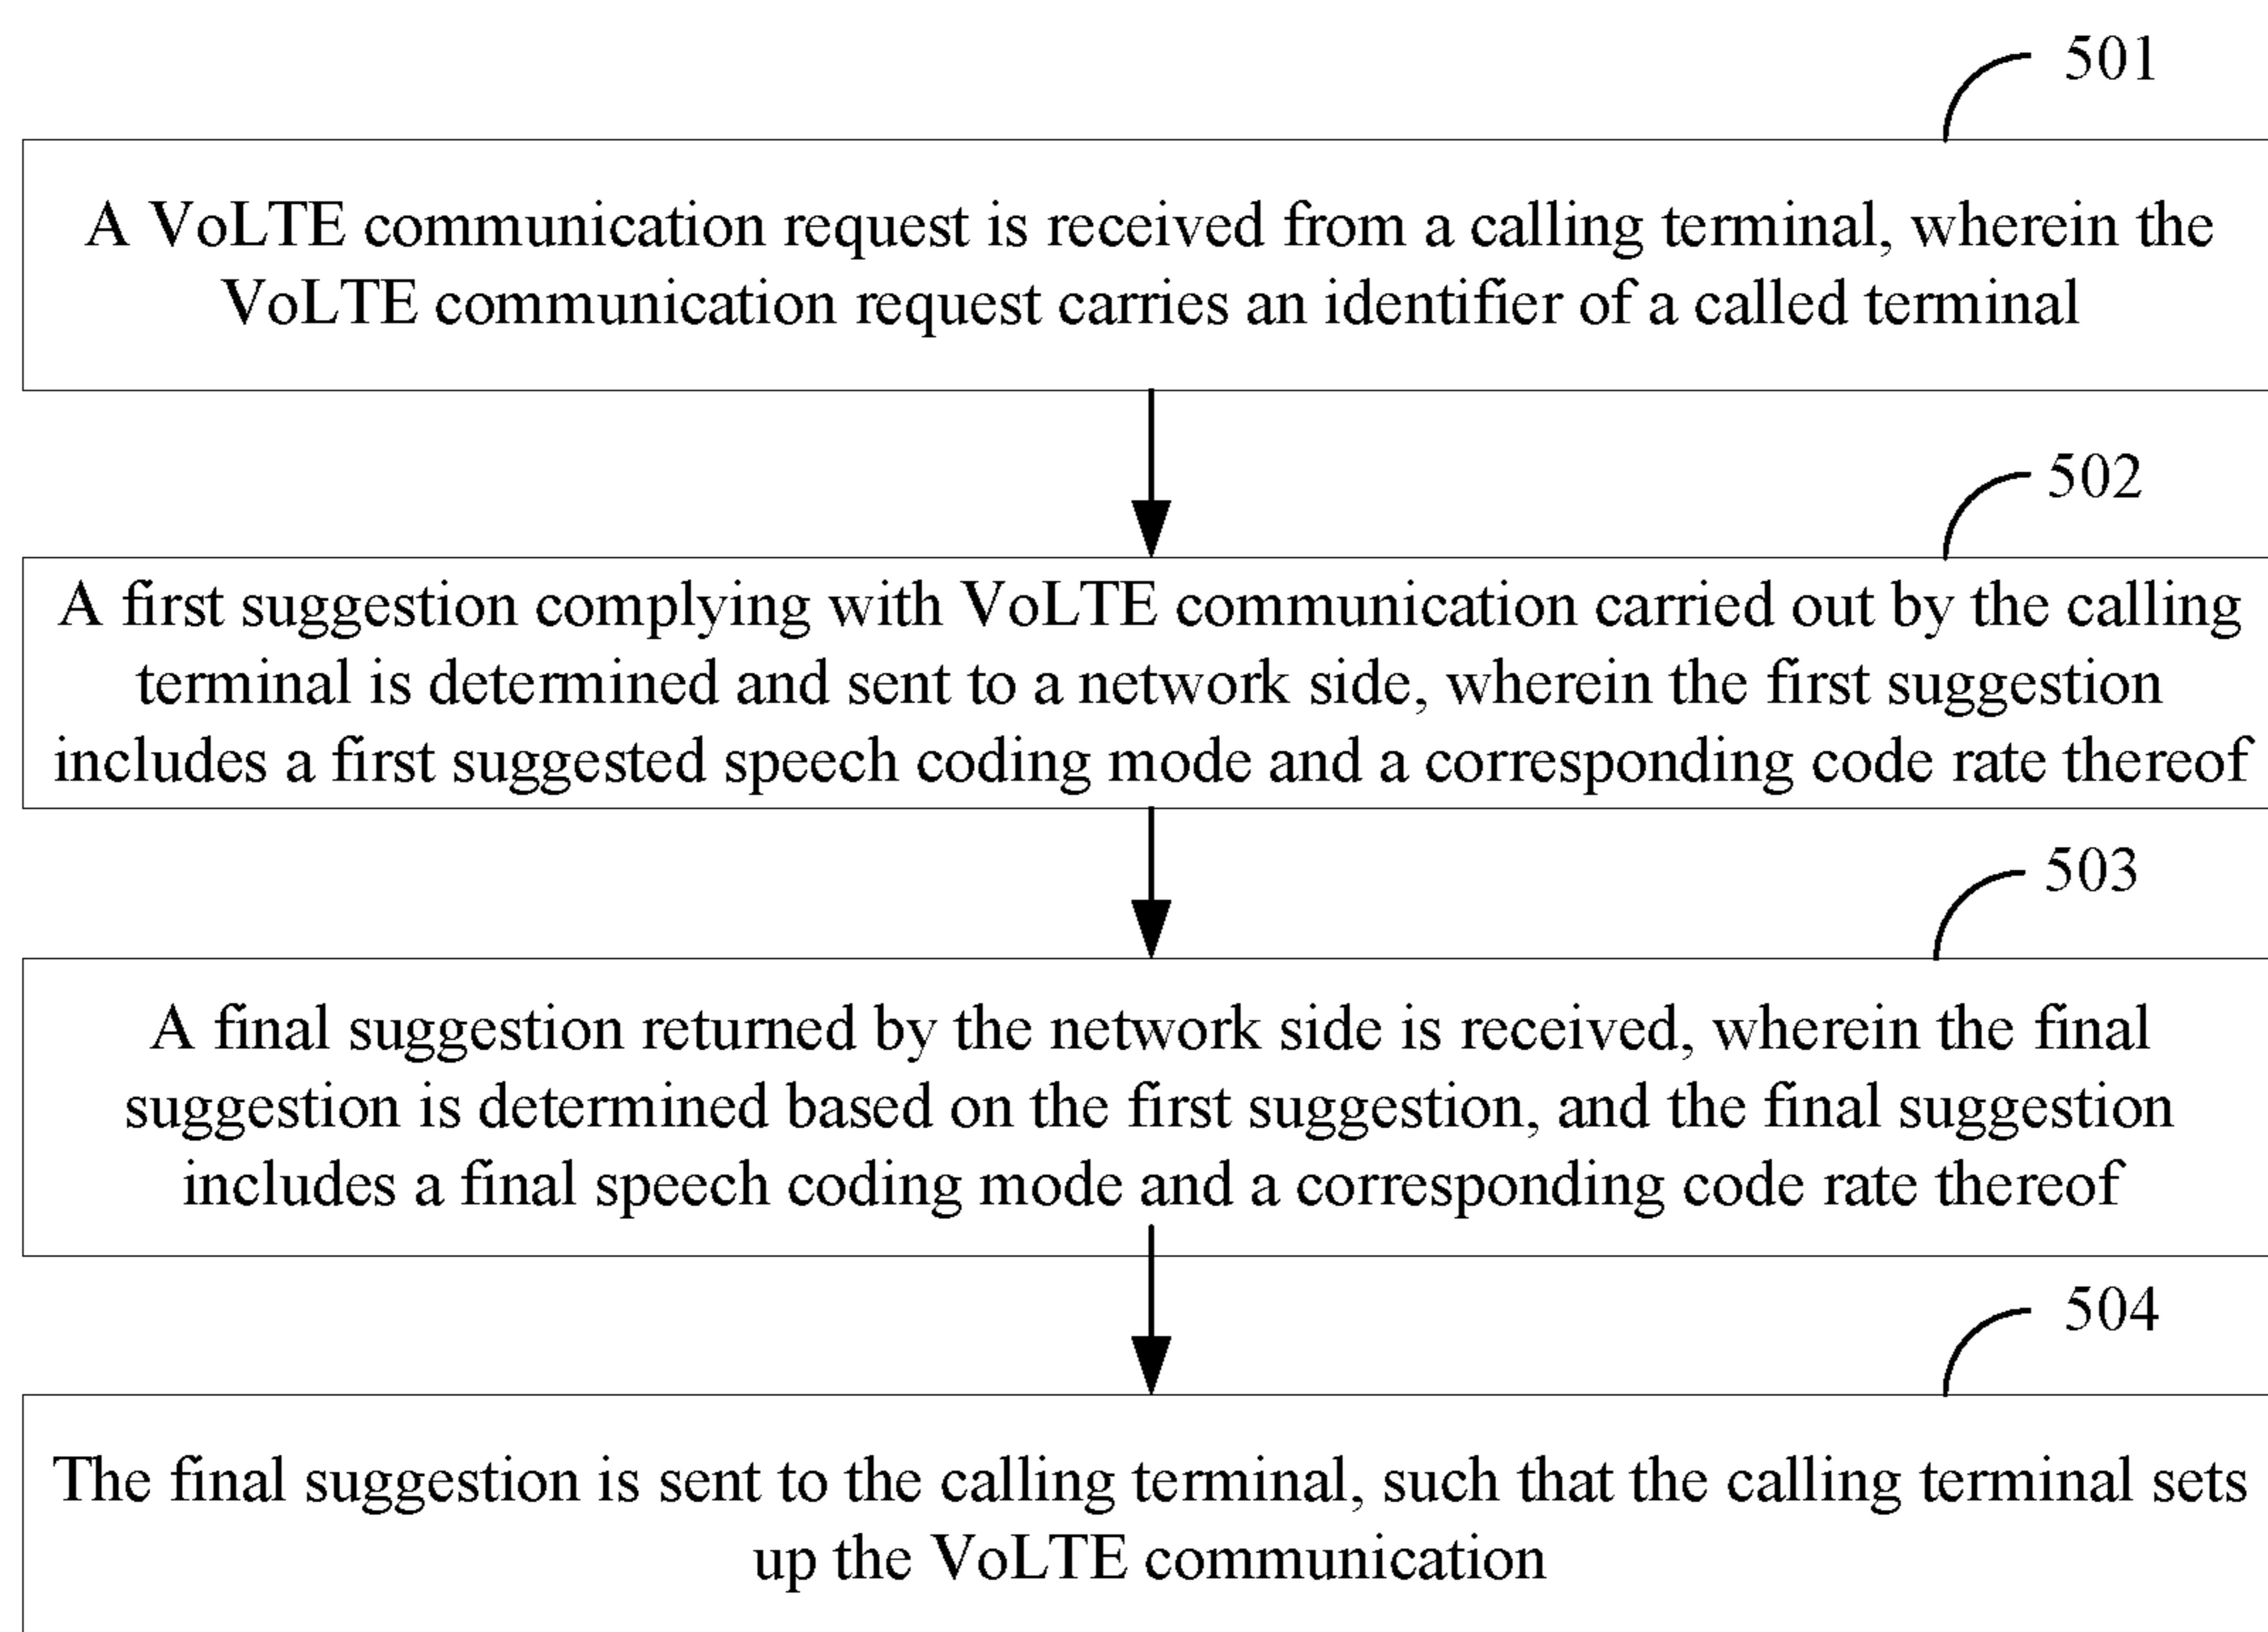 501
A VoLTE communication request is received from a calling terminal, wherein the
VoLTE communication request carries an identifier of a called terminal
502
A first suggestion complying with VoLTE communication carried out by the calling
terminal is determined and sent to a network side, wherein the first suggestion
includes a first suggested speech coding mode and a corresponding code rate thereof
503
A final suggestion returned by the network side is received, wherein the final
suggestion is determined based on the first suggestion, and the final suggestion
includes a final speech coding mode and a corresponding code rate thereof
504
The final suggestion is sent to the calling terminal, such that the calling terminal sets
up the VoLTE communication